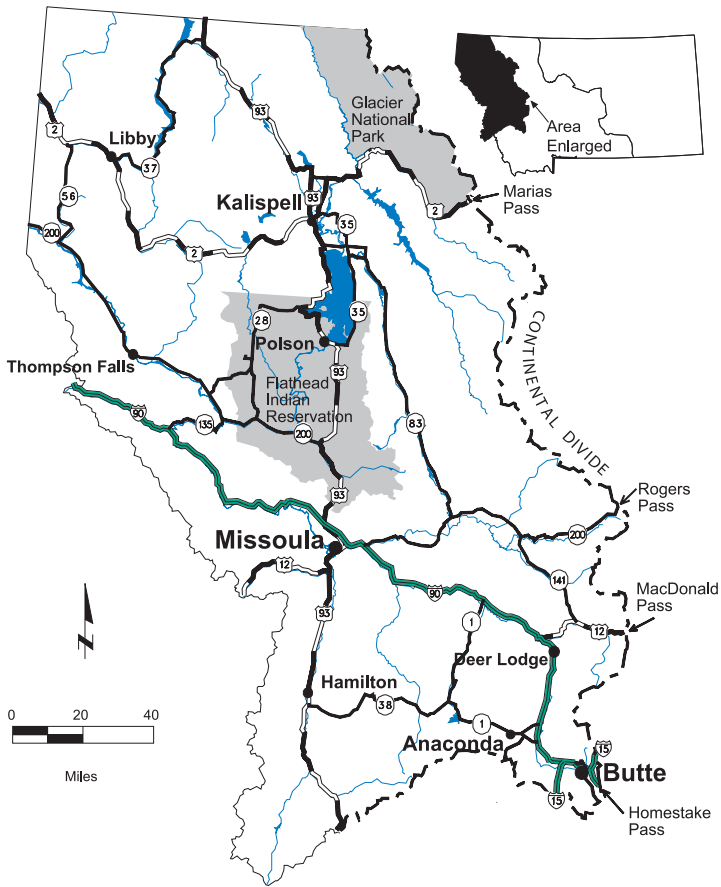 93
Glacier
National
Park
Area
Enlarged
2
Libby
37
Marias
Pass
93
2
56
Kalispell
35
200
2
CONTINENTAL DIVIDE
28
35
Polson
Thompson Falls
93
Flathead
Indian
Reservation
90
135
200
83
93
Rogers
Pass
200
Missoula
12
141
90
MacDonald
Pass
93
1
12
Deer Lodge
Hamilton
38
1
0 20 40
Anaconda
15
Butte
Miles
15
Homestake
Pass
N